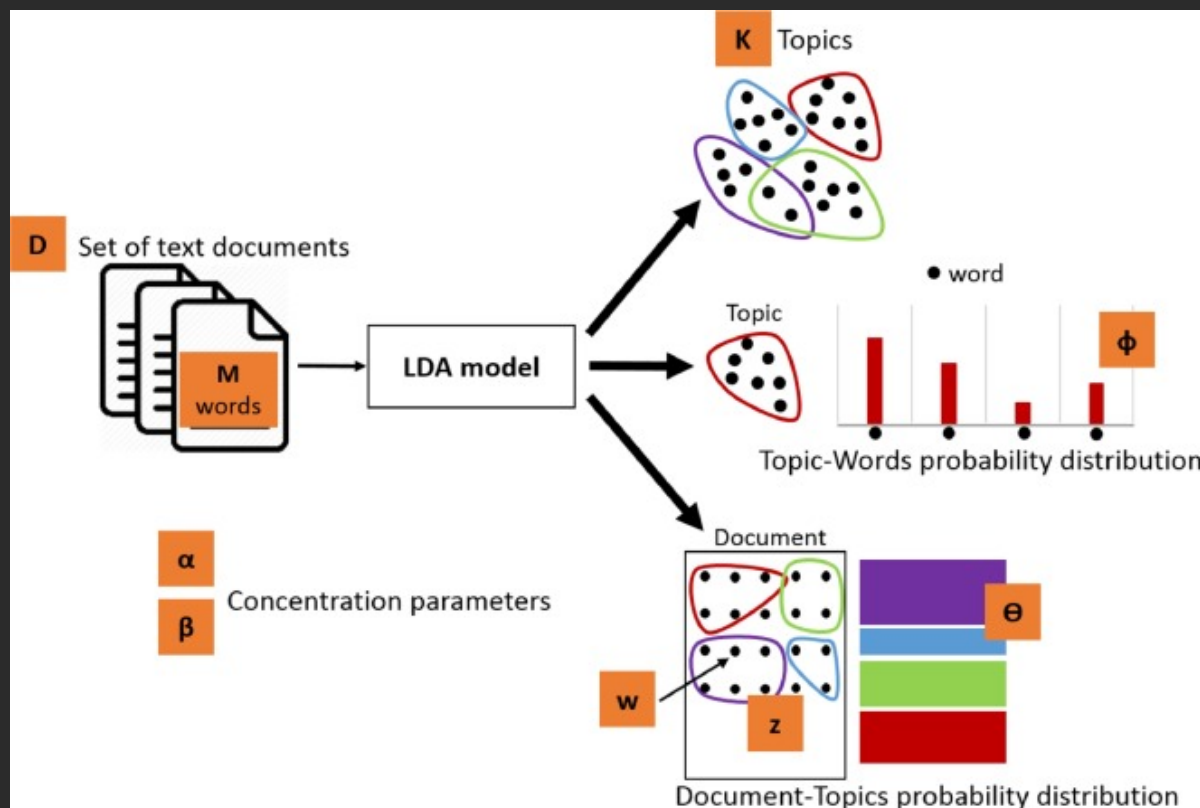 K Topics
D Set of text documents
M
words
LDA model
word
Topic
ϕ
Topic-Words probability distribution
α
β
Concentration parameters
Document
Θ
w
z
Document-Topics probability distribution